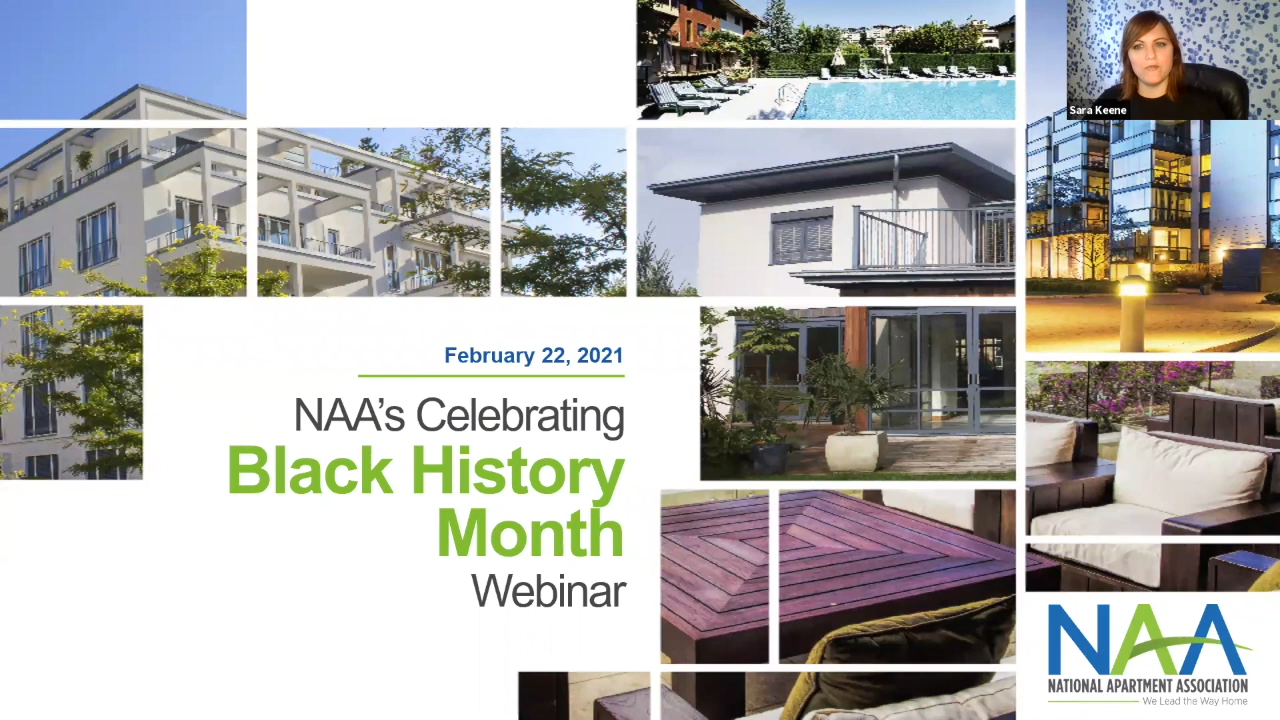 Sara Keene
February 22, 2021
NAA's Celebrating
Black History
Month
Webinar
NAA
NATIONAL APARTMENT ASSOCIATION
We Lead the Way Home